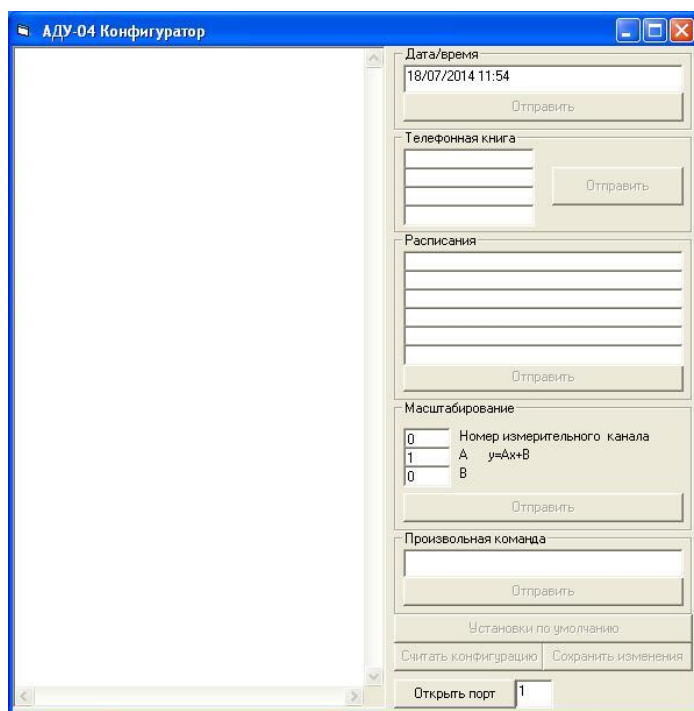 АДУ-04 Конфигуратор
Дата/время
18/07/2014 11:54
Отправить
Телефонная книга
Отправить
Расписания
Отправить
Масштабирование
0 Номер измерительного канала
1 A y=Ax+B
0 B
Отправить
Произвольная команда
Отправить
Установки по умолчанию
Считать конфигурацию Сохранить изменения
Открыть порт 1